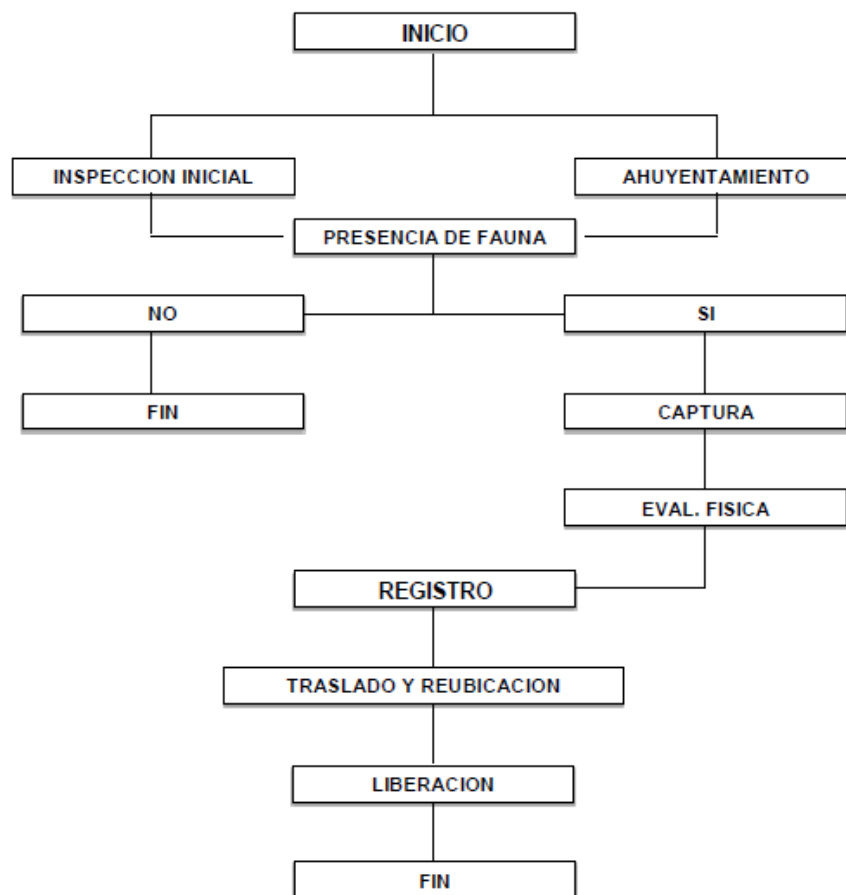 INICIO
INSPECCION INICIAL
AHUYENTAMIENTO
PRESENCIA DE FAUNA
NO
SI
FIN
CAPTURA
EVAL. FISICA
REGISTRO
TRASLADO Y REUBICACION
LIBERACION
FIN